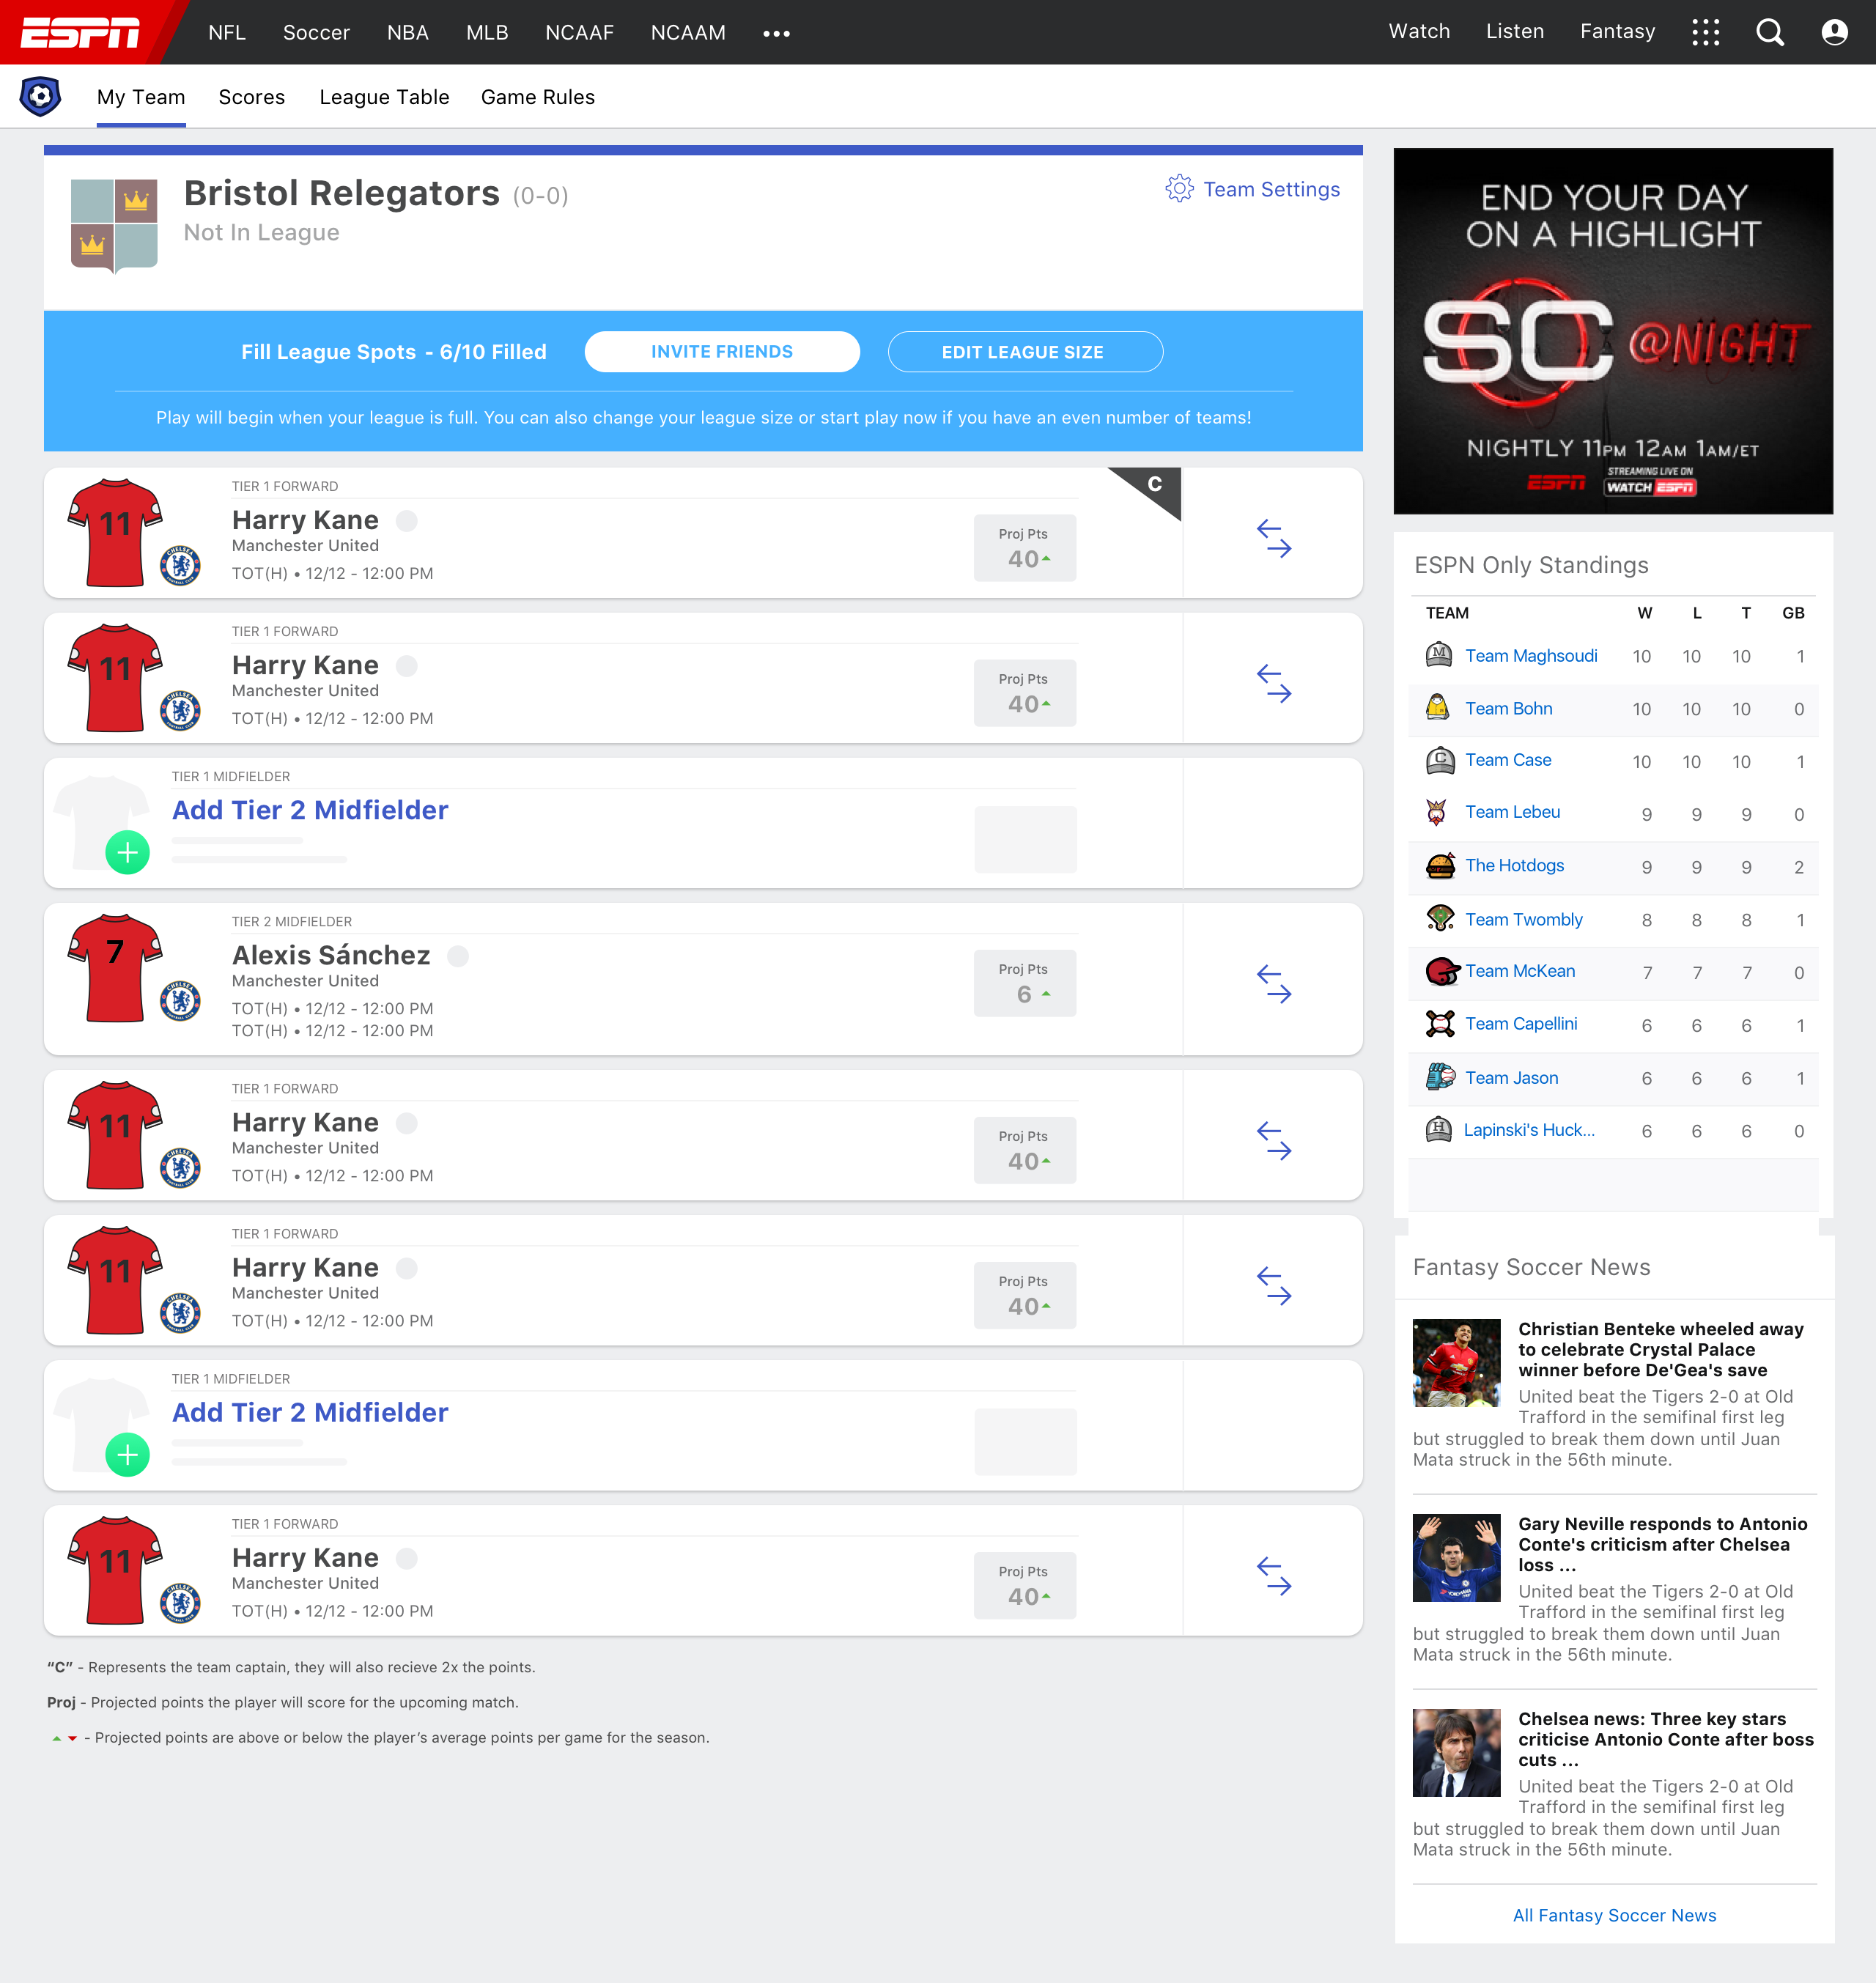 ESPN NFL Soccer NBA MLB NCAAF NCAAM Watch Listen Fantasy
My Team Scores League Table Game Rules
Bristol Relegators (0-0)
Not In League
Team Settings
Fill League Spots - 6/10 Filled INVITE FRIENDS EDIT LEAGUE SIZE
Play will begin when your league is full. You can also change your league size or start play now if you have an even number of teams!
TIER 1 FORWARD
C
11
Harry Kane
Manchester United
TOT(H) • 12/12 - 12:00 PM
CHELSEA
Proj Pts
40
TIER 1 FORWARD
11
Harry Kane
Manchester United
TOT(H) • 12/12 - 12:00 PM
CHELSEA
Proj Pts
40
TIER 1 MIDFIELDER
Add Tier 2 Midfielder
TIER 2 MIDFIELDER
7
Alexis Sánchez
Manchester United
TOT(H) • 12/12 - 12:00 PM
TOT(H) • 12/12 - 12:00 PM
CHELSEA
Proj Pts
6
TIER 1 FORWARD
11
Harry Kane
Manchester United
TOT(H) • 12/12 - 12:00 PM
CHELSEA
Proj Pts
40
TIER 1 FORWARD
11
Harry Kane
Manchester United
TOT(H) • 12/12 - 12:00 PM
CHELSEA
Proj Pts
40
TIER 1 MIDFIELDER
Add Tier 2 Midfielder
TIER 1 FORWARD
11
Harry Kane
Manchester United
TOT(H) • 12/12 - 12:00 PM
CHELSEA
Proj Pts
40
“C” - Represents the team captain, they will also recieve 2x the points.
Proj - Projected points the player will score for the upcoming match.
- Projected points are above or below the player’s average points per game for the season.
END YOUR DAY
ON A HIGHLIGHT
SC @NIGHT
NIGHTLY 11PM 12AM 1AM/ET
ESPN STREAMING LIVE ON
WATCH ESPN
ESPN Only Standings
TEAM W L T GB
M Team Maghsoudi 10 10 10 1
Team Bohn 10 10 10 0
C Team Case 10 10 10 1
Team Lebeu 9 9 9 0
The Hotdogs 9 9 9 2
Team Twombly 8 8 8 1
Team McKean 7 7 7 0
Team Capellini 6 6 6 1
Team Jason 6 6 6 1
H Lapinski's Huck... 6 6 6 0
Fantasy Soccer News
Christian Benteke wheeled away
to celebrate Crystal Palace
winner before De'Gea's save
United beat the Tigers 2-0 at Old
Trafford in the semifinal first leg
but struggled to break them down until Juan
Mata struck in the 56th minute.
Gary Neville responds to Antonio
Conte's criticism after Chelsea
loss ...
United beat the Tigers 2-0 at Old
Trafford in the semifinal first leg
but struggled to break them down until Juan
Mata struck in the 56th minute.
Chelsea news: Three key stars
criticise Antonio Conte after boss
cuts ...
United beat the Tigers 2-0 at Old
Trafford in the semifinal first leg
but struggled to break them down until Juan
Mata struck in the 56th minute.
All Fantasy Soccer News